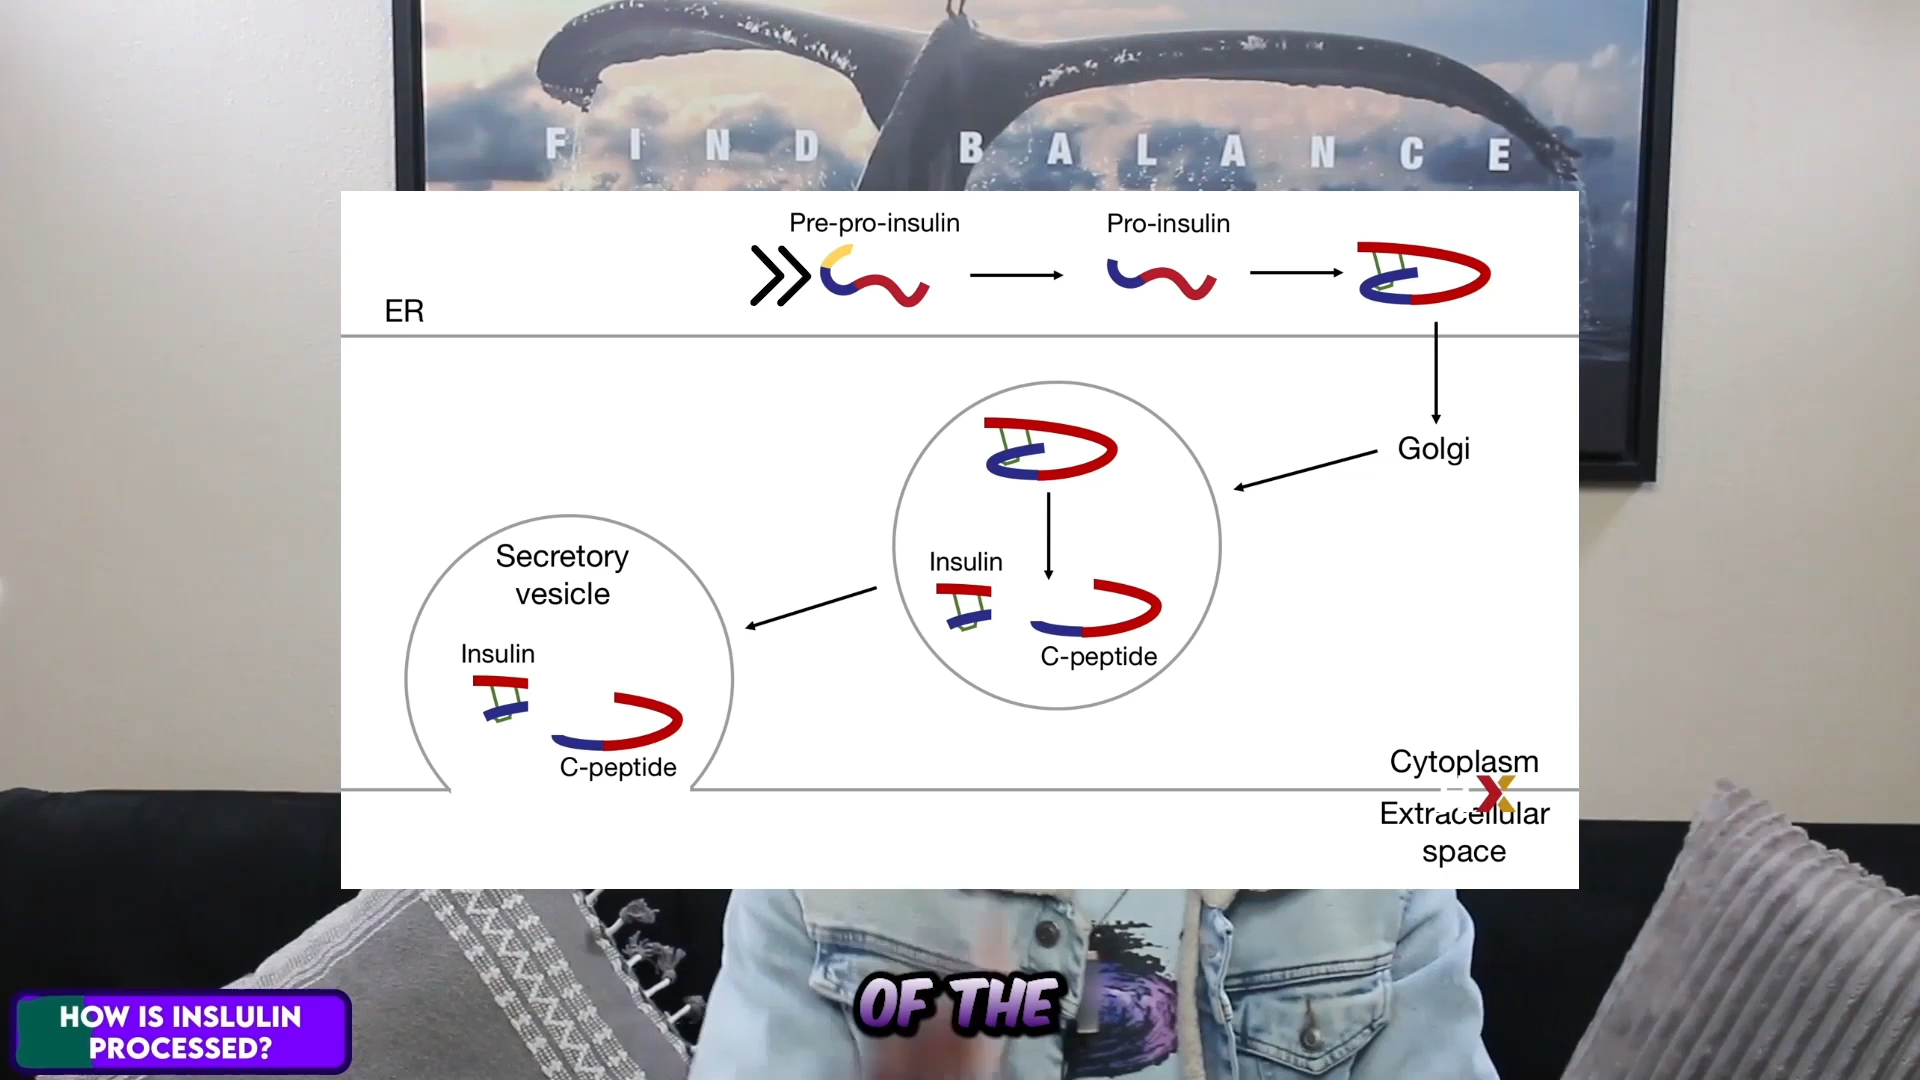 FIND BALANCE
Pre-pro-insulin
Pro-insulin
ER
Golgi
Insulin
C-peptide
Secretory
vesicle
Insulin
C-peptide
Cytoplasm
Extracellular
space
OF THE
HOW IS INSLULIN
PROCESSED?